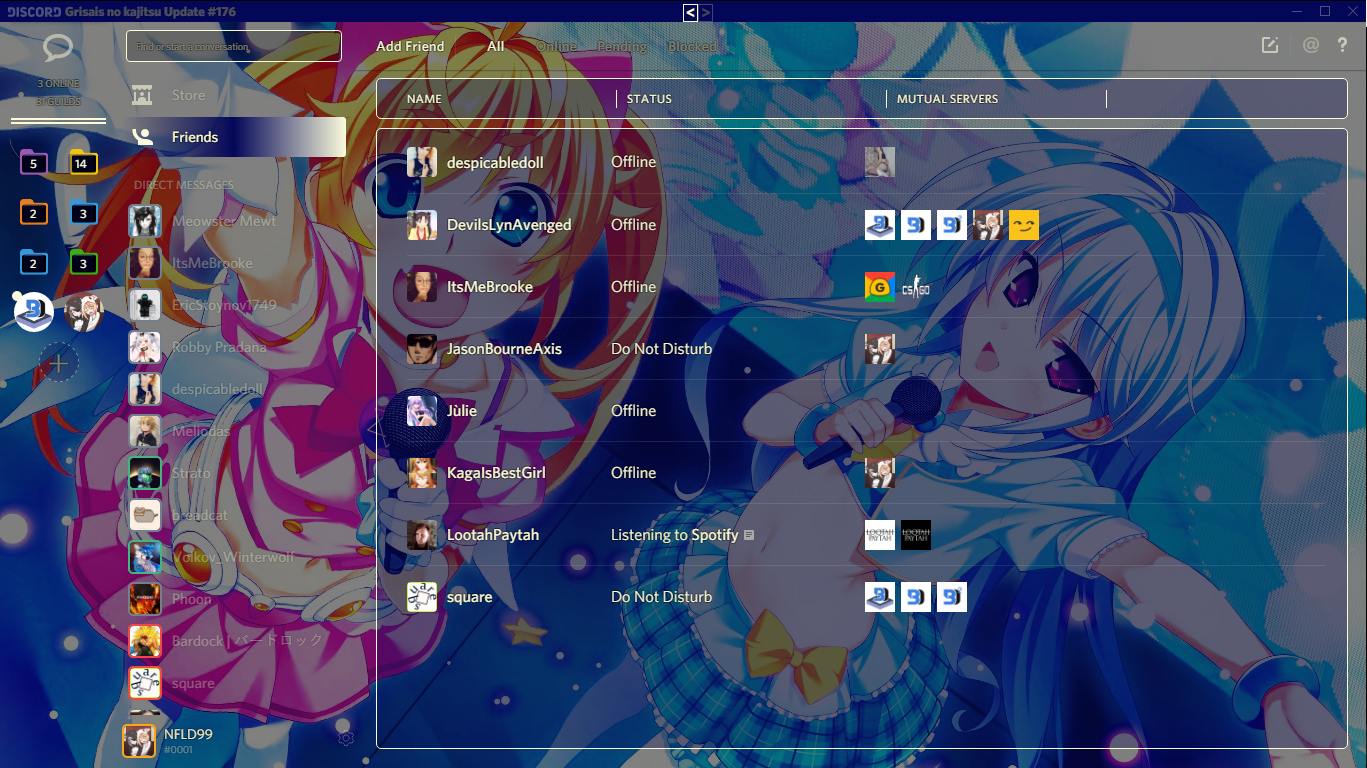 DISCORD Grisais no kajitsu Update #176
< >
Find or start a conversation
Add Friend
All
Online
Pending
Blocked
@
?
3 ONLINE
31 GUILDS
Store
Friends
NAME
STATUS
MUTUAL SERVERS
5
14
2
3
2
3
DIRECT MESSAGES
Meowster Mewt
ItsMeBrooke
EricStoynov1749
Robby Pradana
despicabledoll
Meliodas
Strato
breadcat
Volkov_Winterwolf
Phoon
Bardock | バードロック
square
NFLD99
#0001
despicabledoll Offline
DevilsLynAvenged Offline
ItsMeBrooke Offline
G
CS GO
JasonBourneAxis Do Not Disturb
Jùlie Offline
KagaIsBestGirl Offline
LootahPaytah Listening to Spotify
LOOTAH
PAYTAH
LOOTAH
PAYTAH
square Do Not Disturb